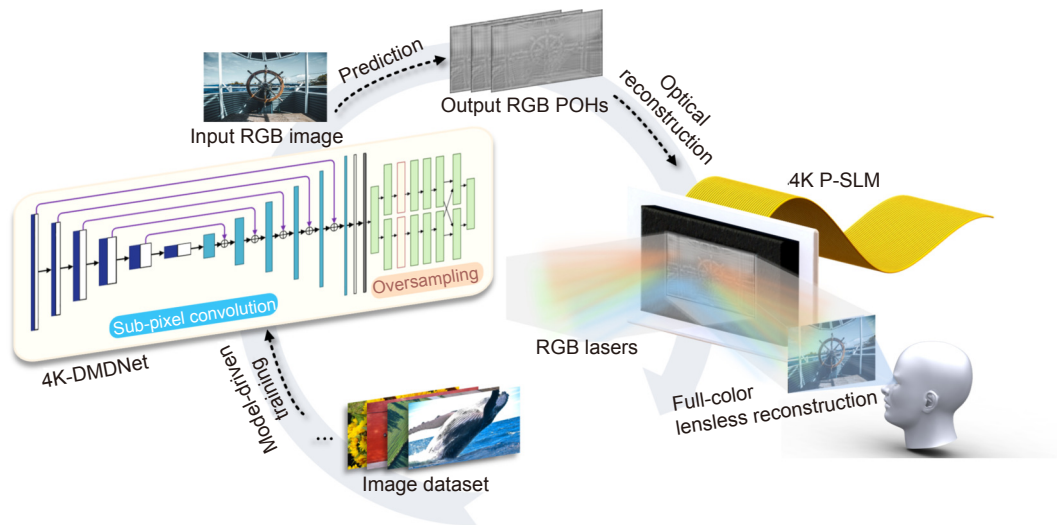 Input RGB image
Prediction
Output RGB POHs
Optical
reconstruction
4K P-SLM
Oversampling
Sub-pixel convolution
4K-DMDNet
Model-driven
training
...
Image dataset
RGB lasers
Full-color
lensless reconstruction